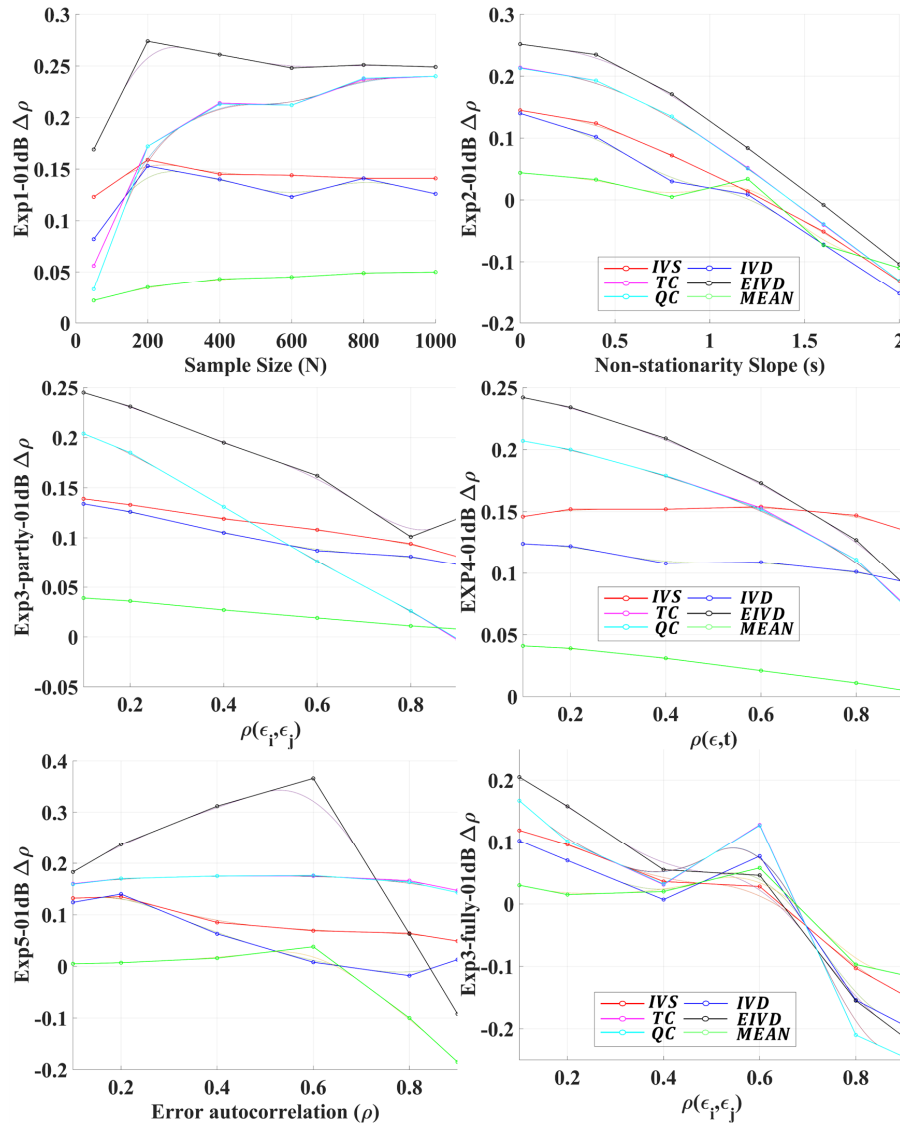 Exp1-01dB Δρ
0.3
0.25
0.2
0.15
0.1
0.05
0
200
400
600
800
1000
Sample Size (N)
Exp2-01dB Δρ
0.3
0.2
0.1
0
-0.1
-0.2
0
0.5
1
1.5
2
Non-stationarity Slope (s)
IVS
IVD
TC
EIVD
QC
MEAN
Exp3-partly-01dB Δρ
0.25
0.2
0.15
0.1
0.05
0
-0.05
0.2
0.4
0.6
0.8
ρ(ϵi,ϵj)
EXP4-01dB Δρ
0.25
0.2
0.15
0.1
0.05
0
0.2
0.4
0.6
0.8
ρ(ϵ,t)
IVS
IVD
TC
EIVD
QC
MEAN
Exp5-01dB Δρ
0.4
0.3
0.2
0.1
0
-0.1
-0.2
0.2
0.4
0.6
0.8
Error autocorrelation (ρ)
Exp3-fully-01dB Δρ
0.2
0.1
0
-0.1
-0.2
0.2
0.4
0.6
0.8
ρ(ϵi,ϵj)
IVS
IVD
TC
EIVD
QC
MEAN